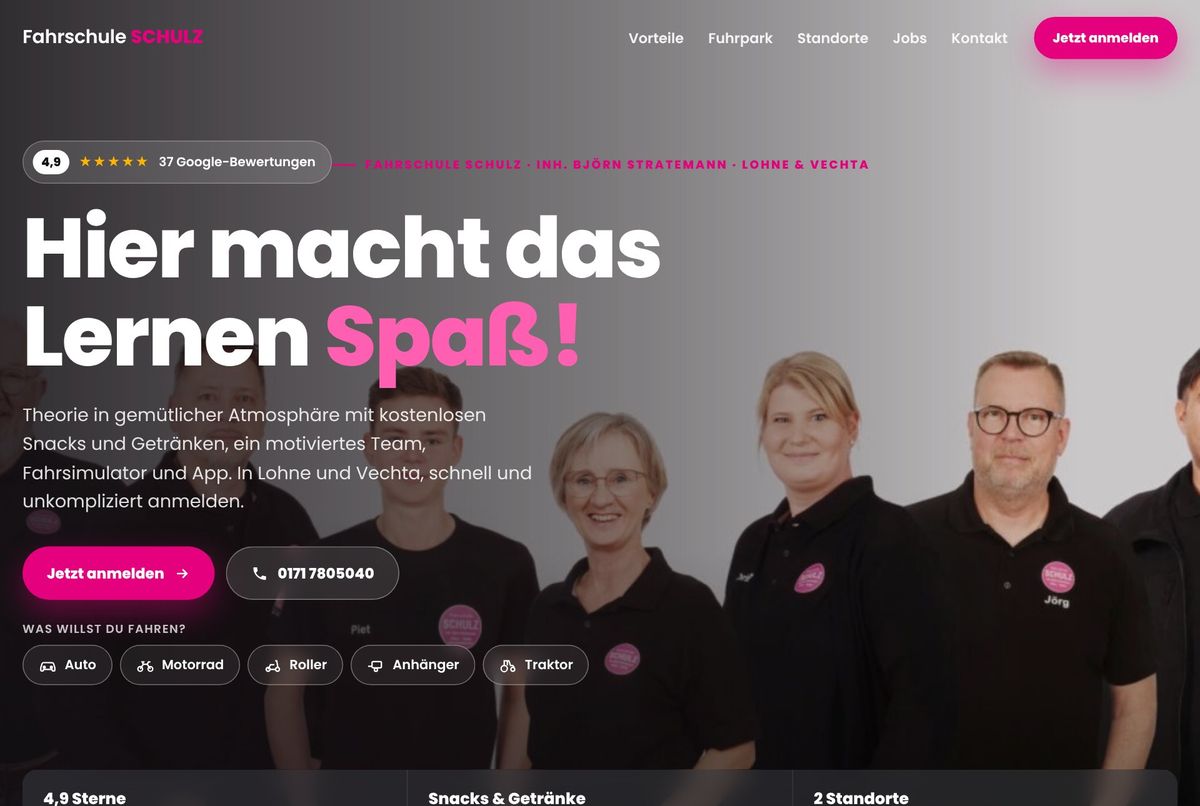 Fahrschule SCHULZ
Vorteile
Fuhrpark
Standorte
Jobs
Kontakt
Jetzt anmelden
4,9 ★★★★★ 37 Google-Bewertungen
FAHRSCHULE SCHULZ · INH. BJÖRN STRATEMANN · LOHNE & VECHTA
Hier macht das
Lernen Spaß!
Theorie in gemütlicher Atmosphäre mit kostenlosen
Snacks und Getränken, ein motiviertes Team,
Fahrsimulator und App. In Lohne und Vechta, schnell und
unkompliziert anmelden.
Jetzt anmelden →
0171 7805040
WAS WILLST DU FAHREN?
Auto
Motorrad
Roller
Anhänger
Traktor
Piet
SCHULZ
SCHULZ
SCHULZ
SCHULZ
Jörg
4,9 Sterne
Snacks & Getränke
2 Standorte